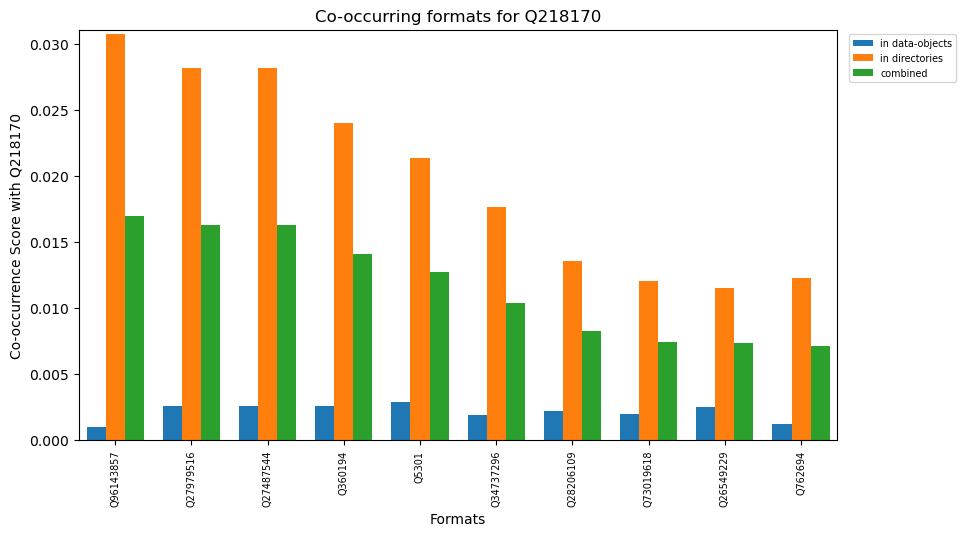 Co-occurring formats for Q218170
in data-objects
in directories
combined
Co-occurrence Score with Q218170
0.030
0.025
0.020
0.015
0.010
0.005
0.000
Q96143857
Q27979516
Q27487544
Q360194
Q5301
Q34737296
Q28206109
Q73019618
Q26549229
Q762694
Formats